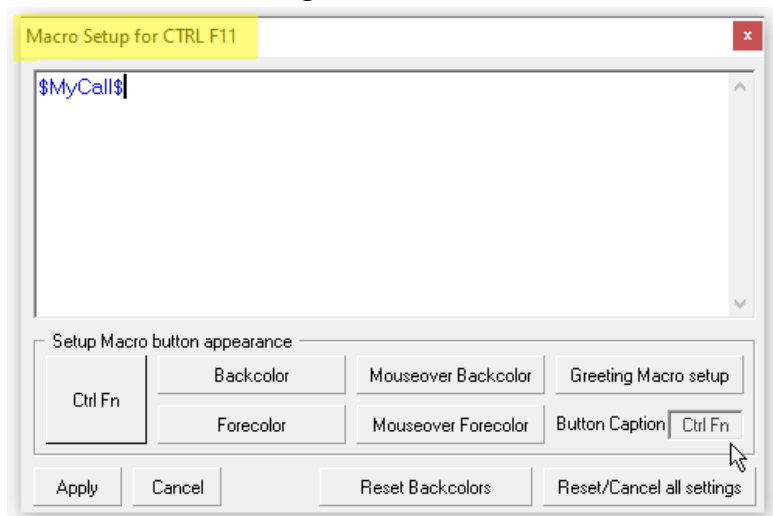 Macro Setup for CTRL F11
x
$MyCall$
Setup Macro button appearance
Ctrl Fn
Backcolor
Mouseover Backcolor
Greeting Macro setup
Forecolor
Mouseover Forecolor
Button Caption Ctrl Fn
Apply
Cancel
Reset Backcolors
Reset/Cancel all settings